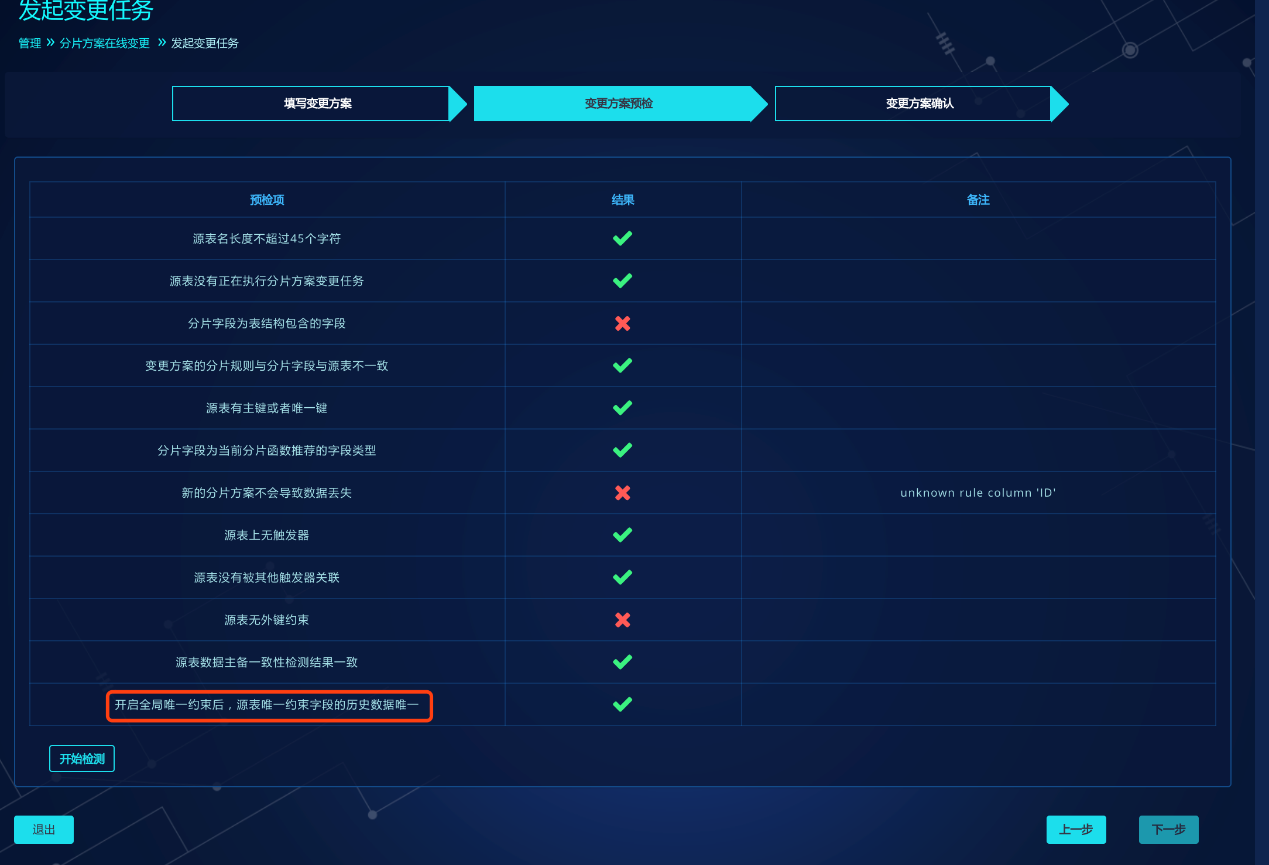 发起变更任务
管理 » 分片方案在线变更 » 发起变更任务
填写变更方案 变更方案预检 变更方案确认
预检项 结果 备注
源表名长度不超过45个字符
源表没有正在执行分片方案变更任务
分片字段为表结构包含的字段
变更方案的分片规则与分片字段与源表不一致
源表有主键或者唯一键
分片字段为当前分片函数推荐的字段类型
新的分片方案不会导致数据丢失 unknown rule column 'ID'
源表上无触发器
源表没有被其他触发器关联
源表无外键约束
源表数据主备一致性检测结果一致
开启全局唯一约束后，源表唯一约束字段的历史数据唯一
开始检测
退出 上一步 下一步